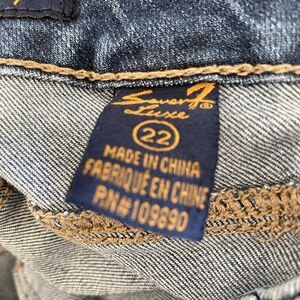 Seven7®
Luxe
22
MADE IN CHINA
FABRIQUÉ EN CHINE
RN#109890